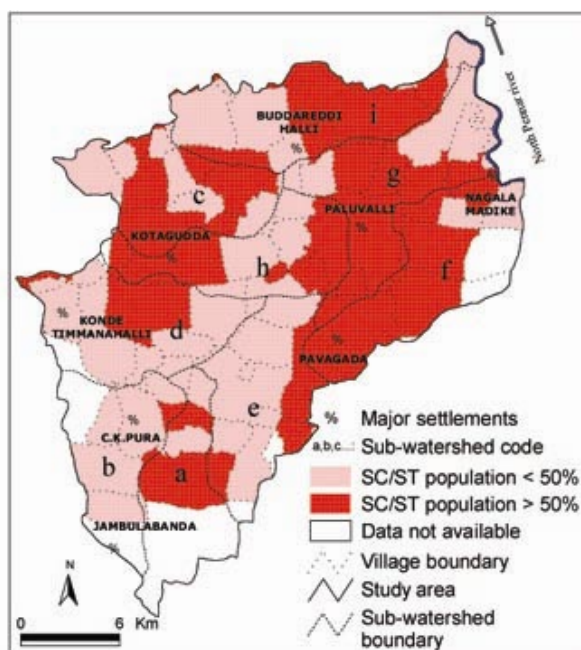 North Pennar river
BUDDAREDDI
HALLI
%
i
g
c
NAGALA
MADIKE
%
PALUVALLI
%
KOTAGUDDA
%
h
f
%
KONDE
TIMMANAHALLI
d
%
PAVAGADA
%
C.K.PURA
e
b
a
JAMBULABANDA
%
% Major settlements
a,b,c Sub-watershed code
SC/ST population < 50%
SC/ST population > 50%
Data not available
Village boundary
Study area
Sub-watershed
boundary
N
0 6 Km